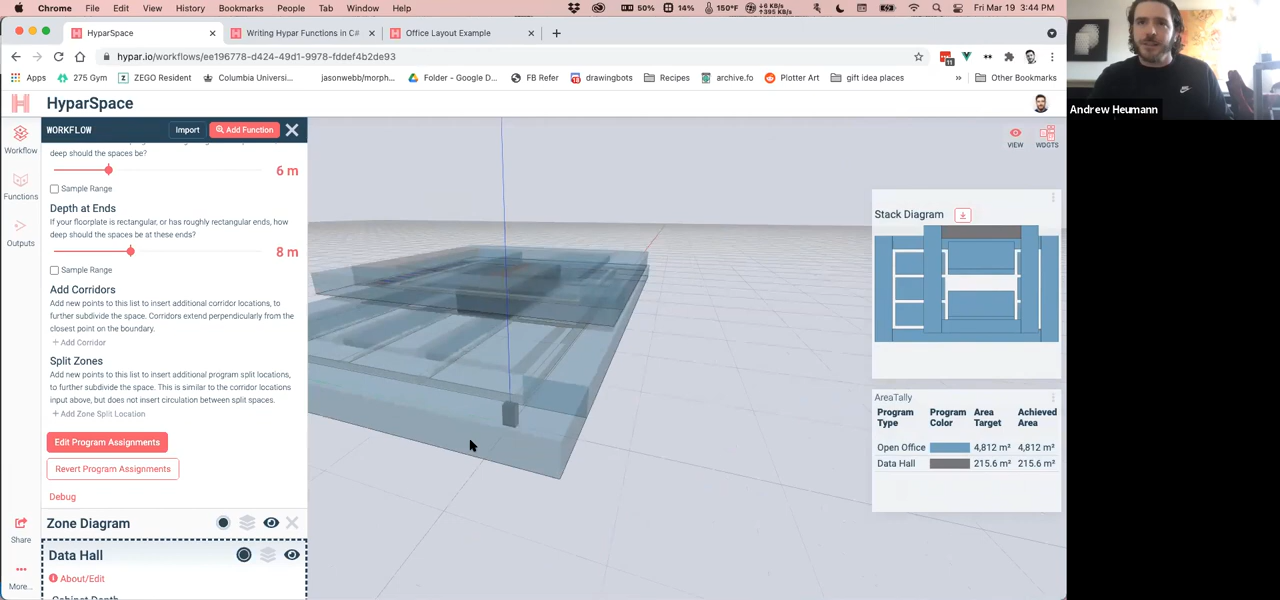 Chrome File Edit View History Bookmarks People Tab Window Help
50% 14% 150°F ↓6 KB/s ↑395 KB/s Fri Mar 19 3:44 PM
HyparSpace Writing Hypar Functions in C# Office Layout Example
hypar.io/workflows/ee196778-d424-49d1-9978-fddef4b2de93
11
Apps 275 Gym ZEGO Resident Columbia Univers... jasonwebb/morph... Folder - Google D... FB Refer drawingbots Recipes archive.fo Plotter Art gift idea places » Other Bookmarks
HyparSpace
Andrew Heumann
WORKFLOW Import Add Function
Workflow
Functions
Outputs
Share
More...
deep should the spaces be?
6 m
Sample Range
Depth at Ends
If your floorplate is rectangular, or has roughly rectangular ends, how
deep should the spaces be at these ends?
8 m
Sample Range
Add Corridors
Add new points to this list to insert additional corridor locations, to
further subdivide the space. Corridors extend perpendicularly from the
closest point on the boundary.
+ Add Corridor
Split Zones
Add new points to this list to insert additional program split locations,
to further subdivide the space. This is similar to the corridor locations
input above, but does not insert circulation between split spaces.
+ Add Zone Split Location
Edit Program Assignments
Revert Program Assignments
Debug
Zone Diagram
Data Hall
About/Edit
Cabinet Depth
VIEW WDGTS
Stack Diagram
AreaTally
Program Type Program Color Area Target Achieved Area
Open Office 4,812 m² 4,812 m²
Data Hall 215.6 m² 215.6 m²